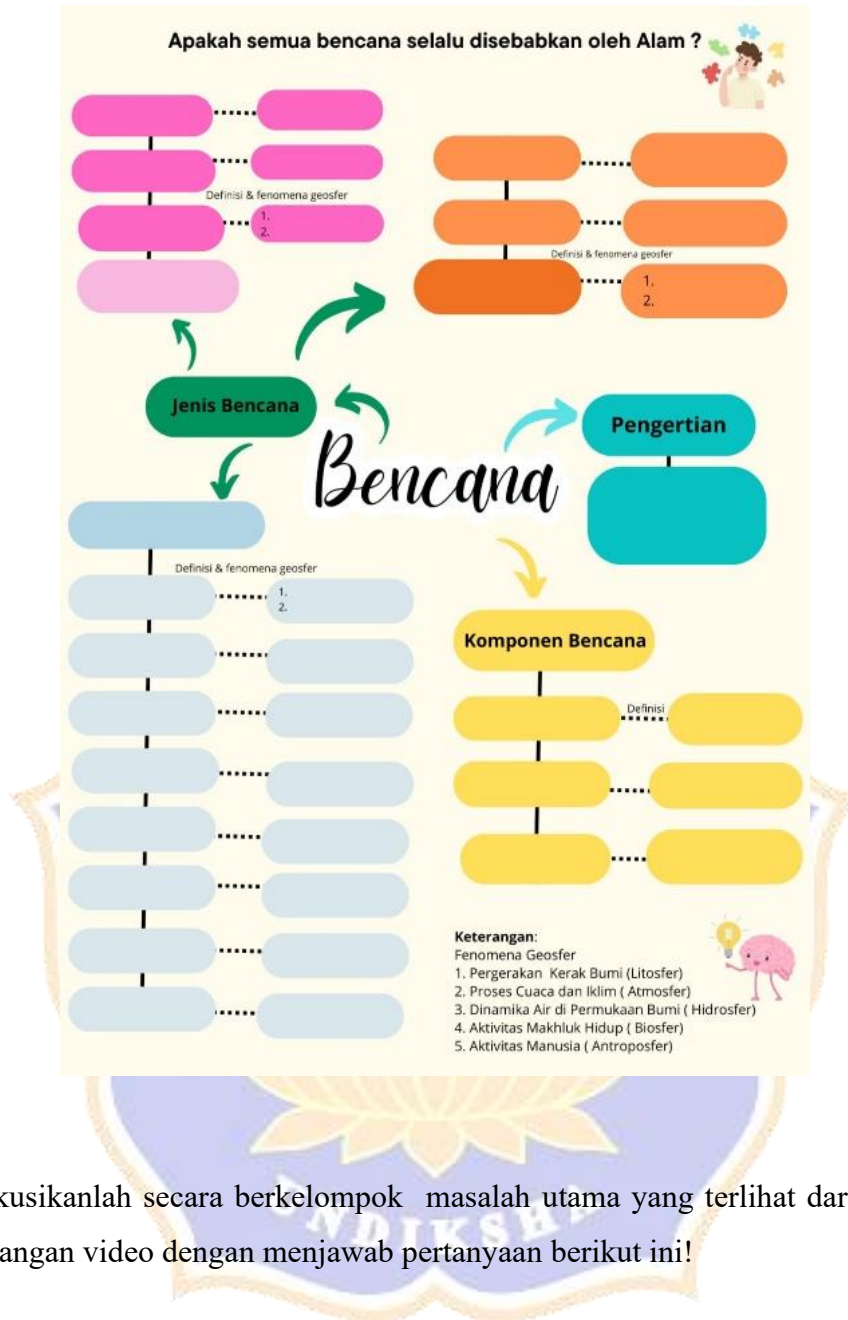 Apakah semua bencana selalu disebabkan oleh Alam ?
Definisi & fenomena geosfer
1.
2.
Definisi & fenomena geosfer
1.
2.
Jenis Bencana
Bencana
Pengertian
Definisi & fenomena geosfer
1.
2.
Komponen Bencana
Definisi
Keterangan:
Fenomena Geosfer
1. Pergerakan Kerak Bumi (Litosfer)
2. Proses Cuaca dan Iklim ( Atmosfer)
3. Dinamika Air di Permukaan Bumi ( Hidrosfer)
4. Aktivitas Makhluk Hidup ( Biosfer)
5. Aktivitas Manusia ( Antroposfer)
kusikanlah secara berkelompok masalah utama yang terlihat dar
angan video dengan menjawab pertanyaan berikut ini!
UNDIKSHA